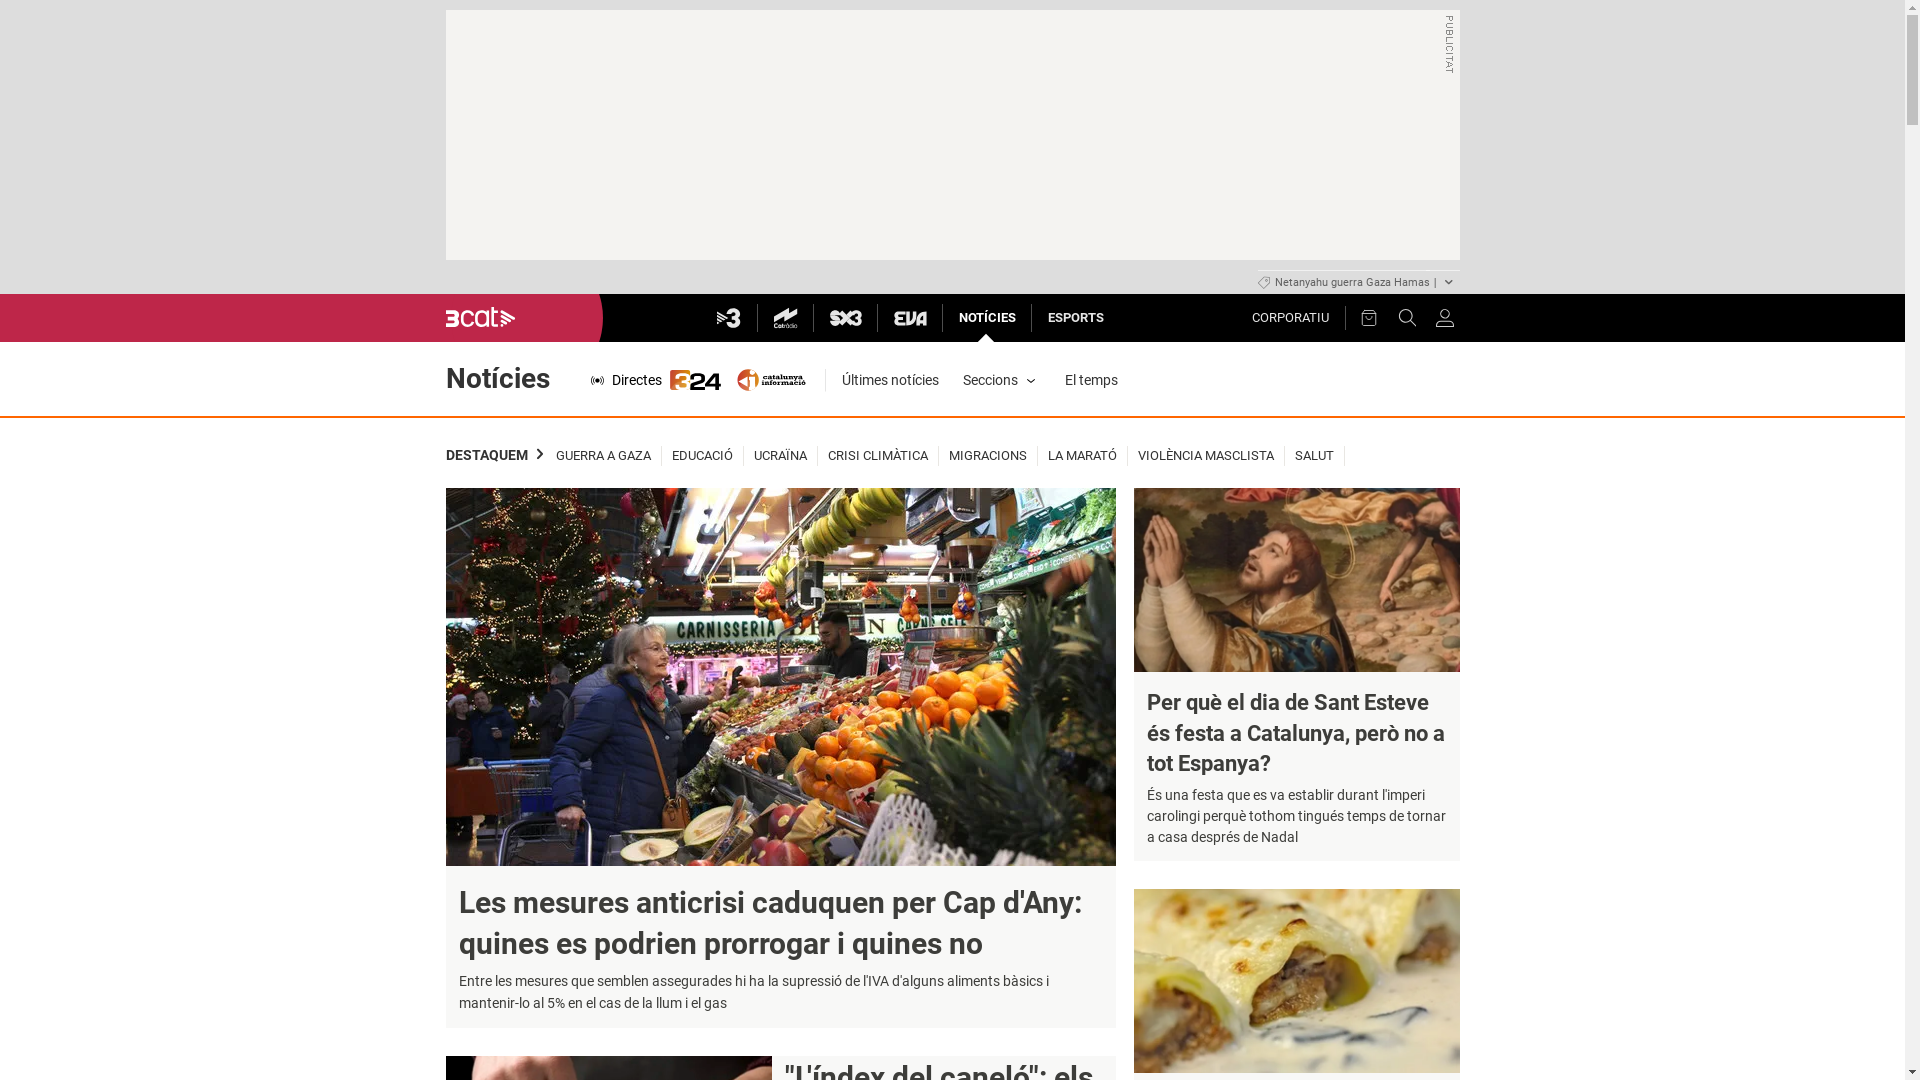 PUBLICITAT
Netanyahu guerra Gaza Hamas |
3cat
3
Catràdio
SX3
EVA
NOTÍCIES
ESPORTS
CORPORATIU
Notícies
Directes
324
catalunya
informació
Últimes notícies
Seccions
El temps
DESTAQUEM
GUERRA A GAZA
EDUCACIÓ
UCRAÏNA
CRISI CLIMÀTICA
MIGRACIONS
LA MARATÓ
VIOLÈNCIA MASCLISTA
SALUT
CARNISSERIA
Les mesures anticrisi caduquen per Cap d'Any:
quines es podrien prorrogar i quines no
Entre les mesures que semblen assegurades hi ha la supressió de l'IVA d'alguns aliments bàsics i
mantenir-lo al 5% en el cas de la llum i el gas
"L'índex del caneló": els
Per què el dia de Sant Esteve
és festa a Catalunya, però no a
tot Espanya?
És una festa que es va establir durant l'imperi
carolingi perquè tothom tingués temps de tornar
a casa després de Nadal